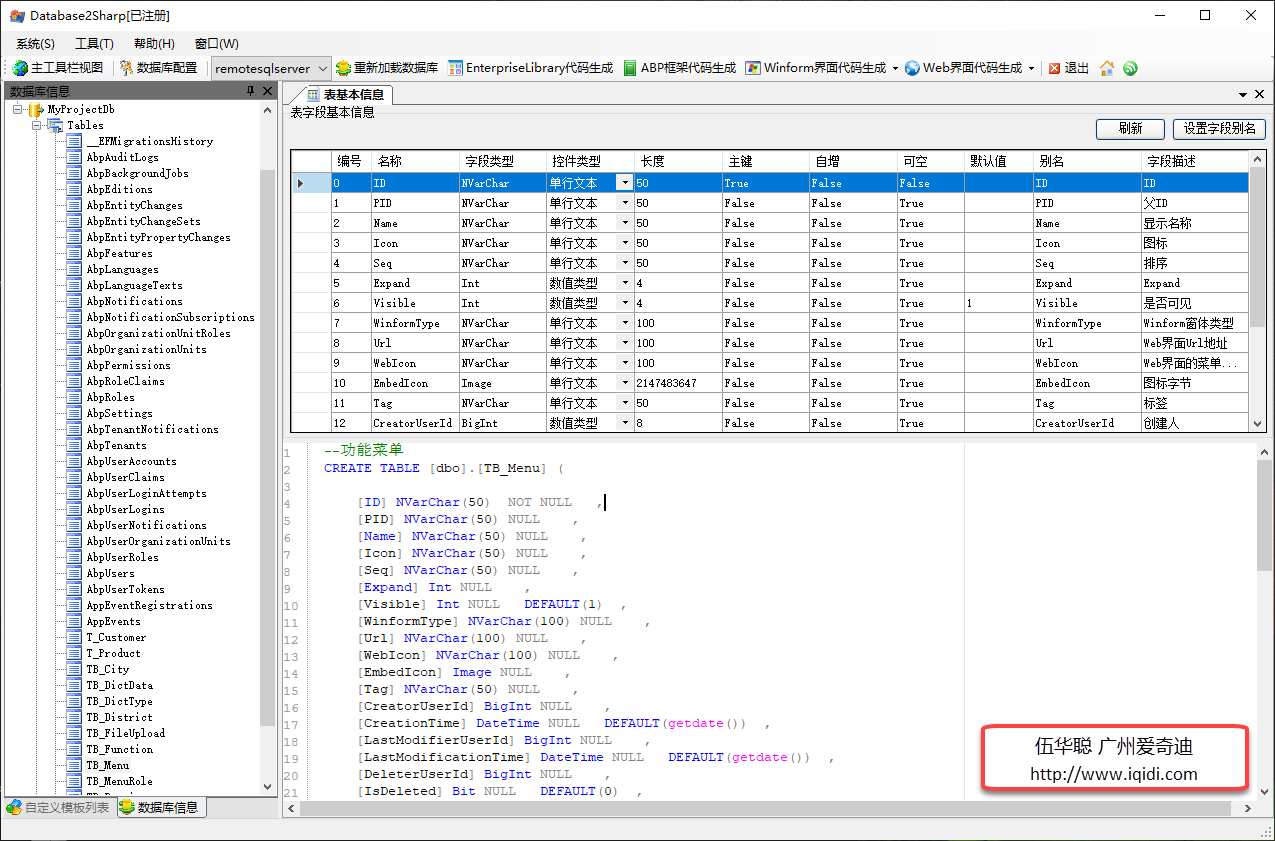 Database2Sharp[已注册]
系统(S) 工具(T) 帮助(H) 窗口(W)
主工具栏视图 数据库配置 remotesqlserver 重新加载数据库 EnterpriseLibrary代码生成 ABP框架代码生成 Winform界面代码生成 Web界面代码生成 退出
数据库信息
MyProjectDb
Tables
__EFMigrationsHistory
AbpAuditLogs
AbpBackgroundJobs
AbpEditions
AbpEntityChanges
AbpEntityChangeSets
AbpEntityPropertyChanges
AbpFeatures
AbpLanguages
AbpLanguageTexts
AbpNotifications
AbpNotificationSubscriptions
AbpOrganizationUnitRoles
AbpOrganizationUnits
AbpPermissions
AbpRoleClaims
AbpRoles
AbpSettings
AbpTenantNotifications
AbpTenants
AbpUserAccounts
AbpUserClaims
AbpUserLoginAttempts
AbpUserLogins
AbpUserNotifications
AbpUserOrganizationUnits
AbpUserRoles
AbpUsers
AbpUserTokens
AppEventRegistrations
AppEvents
T_Customer
T_Product
TB_City
TB_DictData
TB_DictType
TB_District
TB_FileUpload
TB_Function
TB_Menu
TB_MenuRole
自定义模板列表 数据库信息
表基本信息
表字段基本信息
刷新 设置字段别名
编号 名称 字段类型 控件类型 长度 主键 自增 可空 默认值 别名 字段描述
0 ID NVarChar 单行文本 50 True False False ID ID
1 PID NVarChar 单行文本 50 False False True PID 父ID
2 Name NVarChar 单行文本 50 False False True Name 显示名称
3 Icon NVarChar 单行文本 50 False False True Icon 图标
4 Seq NVarChar 单行文本 50 False False True Seq 排序
5 Expand Int 数值类型 4 False False True Expand Expand
6 Visible Int 数值类型 4 False False True 1 Visible 是否可见
7 WinformType NVarChar 单行文本 100 False False True WinformType Winform窗体类型
8 Url NVarChar 单行文本 100 False False True Url Web界面Url地址
9 WebIcon NVarChar 单行文本 100 False False True WebIcon Web界面的菜单...
10 EmbedIcon Image 单行文本 2147483647 False False True EmbedIcon 图标字节
11 Tag NVarChar 单行文本 50 False False True Tag 标签
12 CreatorUserId BigInt 数值类型 8 False False True CreatorUserId 创建人
1 --功能菜单
2 CREATE TABLE [dbo].[TB_Menu] (
3
4 [ID] NVarChar(50) NOT NULL ,
5 [PID] NVarChar(50) NULL ,
6 [Name] NVarChar(50) NULL ,
7 [Icon] NVarChar(50) NULL ,
8 [Seq] NVarChar(50) NULL ,
9 [Expand] Int NULL ,
10 [Visible] Int NULL DEFAULT(1) ,
11 [WinformType] NVarChar(100) NULL ,
12 [Url] NVarChar(100) NULL ,
13 [WebIcon] NVarChar(100) NULL ,
14 [EmbedIcon] Image NULL ,
15 [Tag] NVarChar(50) NULL ,
16 [CreatorUserId] BigInt NULL ,
17 [CreationTime] DateTime NULL DEFAULT(getdate()) ,
18 [LastModifierUserId] BigInt NULL ,
19 [LastModificationTime] DateTime NULL DEFAULT(getdate()) ,
20 [DeleterUserId] BigInt NULL ,
21 [IsDeleted] Bit NULL DEFAULT(0) ,
伍华聪 广州爱奇迪
http://www.iqidi.com